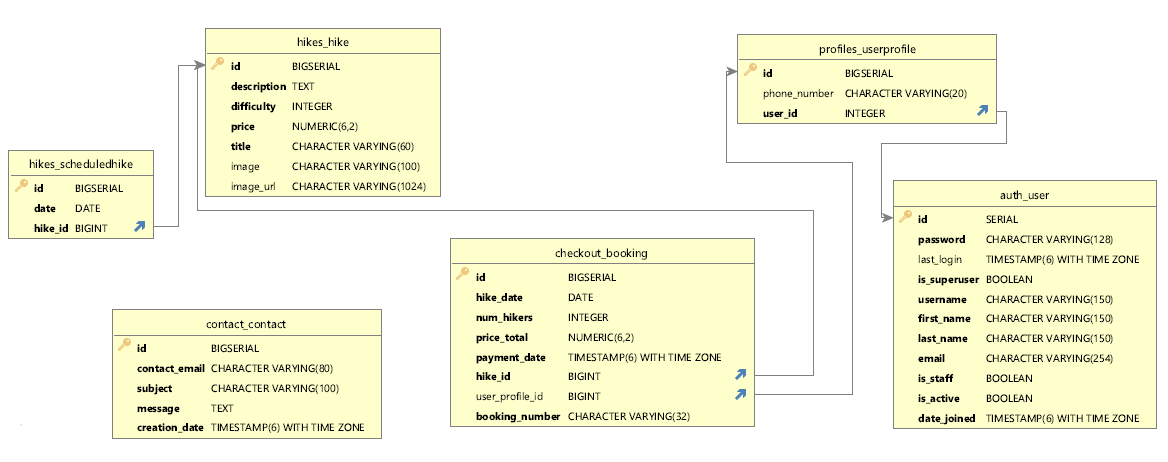 hikes_hike
id BIGSERIAL
description TEXT
difficulty INTEGER
price NUMERIC(6,2)
title CHARACTER VARYING(60)
image CHARACTER VARYING(100)
image_url CHARACTER VARYING(1024)
profiles_userprofile
id BIGSERIAL
phone_number CHARACTER VARYING(20)
user_id INTEGER
hikes_scheduledhike
id BIGSERIAL
date DATE
hike_id BIGINT
auth_user
id SERIAL
password CHARACTER VARYING(128)
last_login TIMESTAMP(6) WITH TIME ZONE
is_superuser BOOLEAN
username CHARACTER VARYING(150)
first_name CHARACTER VARYING(150)
last_name CHARACTER VARYING(150)
email CHARACTER VARYING(254)
is_staff BOOLEAN
is_active BOOLEAN
date_joined TIMESTAMP(6) WITH TIME ZONE
checkout_booking
id BIGSERIAL
hike_date DATE
num_hikers INTEGER
price_total NUMERIC(6,2)
payment_date TIMESTAMP(6) WITH TIME ZONE
hike_id BIGINT
user_profile_id BIGINT
booking_number CHARACTER VARYING(32)
contact_contact
id BIGSERIAL
contact_email CHARACTER VARYING(80)
subject CHARACTER VARYING(100)
message TEXT
creation_date TIMESTAMP(6) WITH TIME ZONE